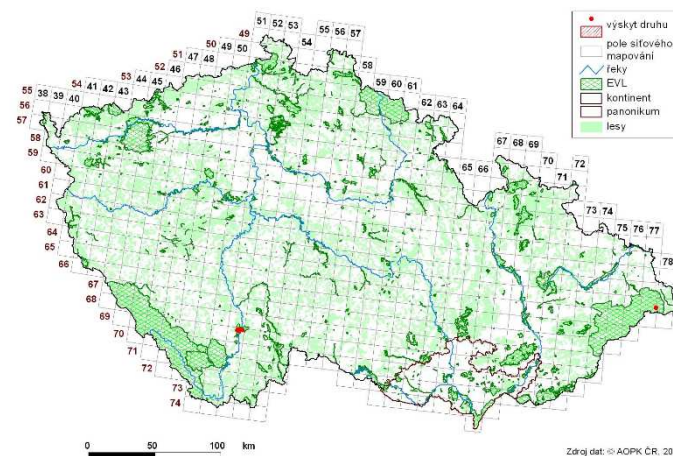 51 52 53
55 56 57
49
54
50
49 50
51
47 48
52
46
58
53
44 45
59 60 61
54
41 42 43
62 63 64
55
38 39 40
56
57
58
59
60
61
62
63
64
65
66
67
68
69
70
71
72
73
74
65 66
67 68 69
70
71
72
73 74
75 76 77
78
výskyt druhu
pole síťového
mapování
řeky
EVL
kontinent
panonikum
lesy
0 50 100 km
Zdroj dat: © AOPK ČR, 20